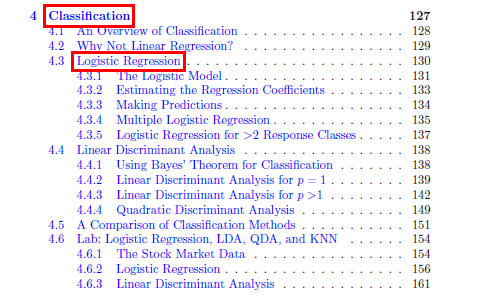 4 Classification 127
4.1 An Overview of Classification . . . . . . . . . . . . . . . . . 128
4.2 Why Not Linear Regression? . . . . . . . . . . . . . . . . . 129
4.3 Logistic Regression . . . . . . . . . . . . . . . . . . . . . . 130
4.3.1 The Logistic Model . . . . . . . . . . . . . . . . . . 131
4.3.2 Estimating the Regression Coefficients . . . . . . . . 133
4.3.3 Making Predictions . . . . . . . . . . . . . . . . . . 134
4.3.4 Multiple Logistic Regression . . . . . . . . . . . . . 135
4.3.5 Logistic Regression for >2 Response Classes . . . . . 137
4.4 Linear Discriminant Analysis . . . . . . . . . . . . . . . . . 138
4.4.1 Using Bayes' Theorem for Classification . . . . . . . 138
4.4.2 Linear Discriminant Analysis for p = 1 . . . . . . . . 139
4.4.3 Linear Discriminant Analysis for p >1 . . . . . . . . 142
4.4.4 Quadratic Discriminant Analysis . . . . . . . . . . . 149
4.5 A Comparison of Classification Methods . . . . . . . . . . . 151
4.6 Lab: Logistic Regression, LDA, QDA, and KNN . . . . . . 154
4.6.1 The Stock Market Data . . . . . . . . . . . . . . . . 154
4.6.2 Logistic Regression . . . . . . . . . . . . . . . . . . 156
4.6.3 Linear Discriminant Analysis . . . . . . . . . . . . . 161